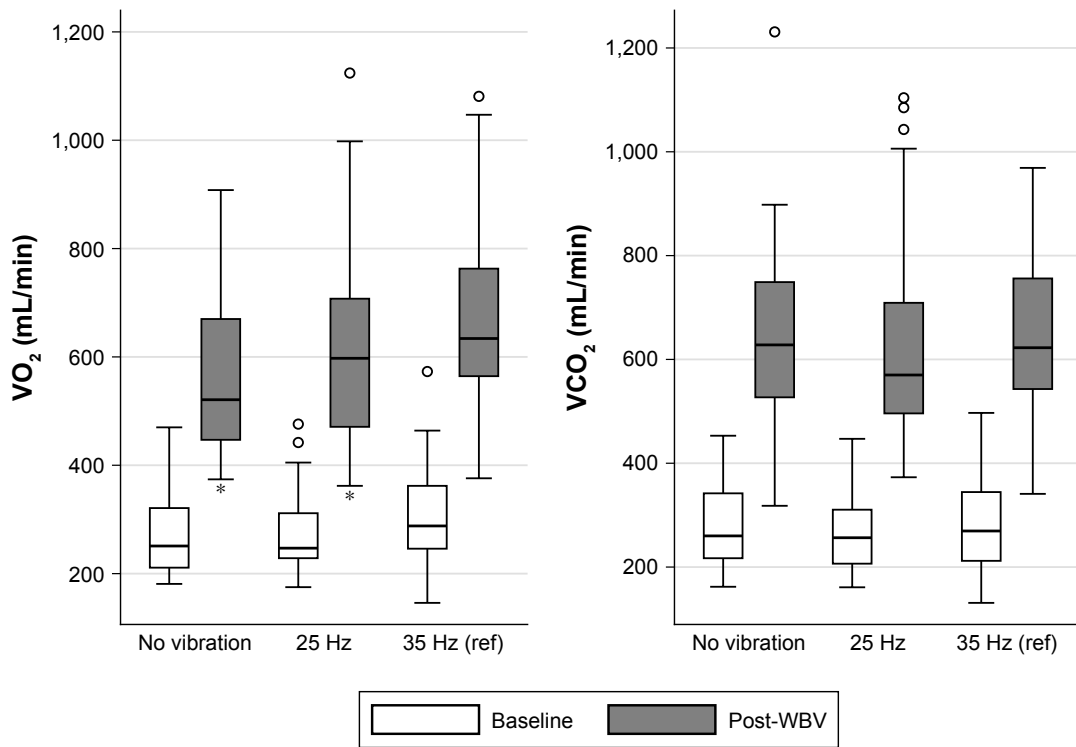 1,200
1,000
800
600
400
200
VO2 (mL/min)
*
*
No vibration 25 Hz 35 Hz (ref)
1,200
1,000
800
600
400
200
VCO2 (mL/min)
No vibration 25 Hz 35 Hz (ref)
Baseline Post-WBV